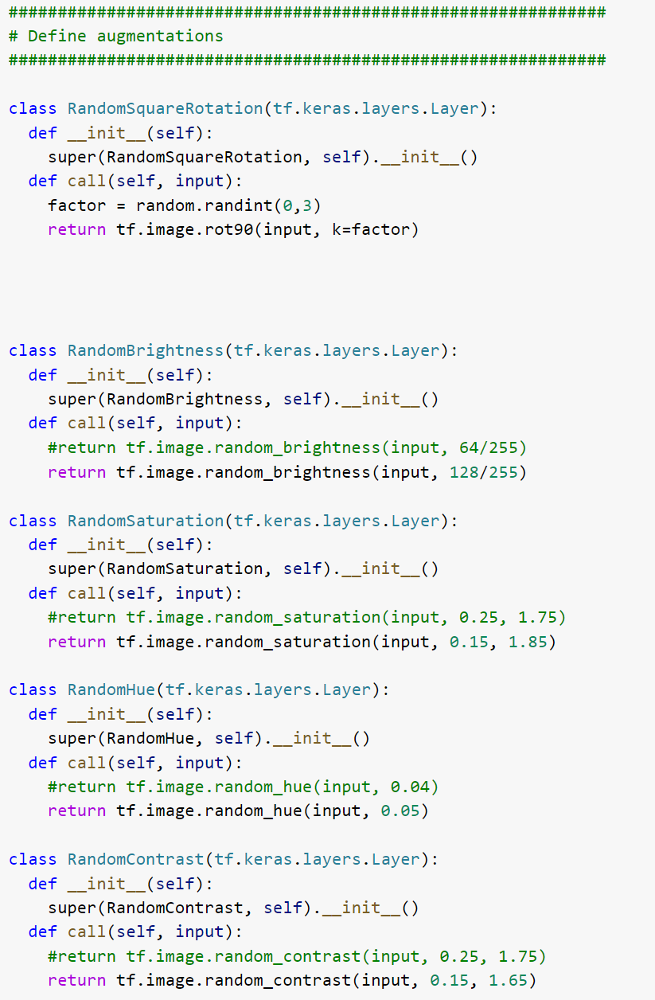 #############################################################
# Define augmentations
#############################################################
class RandomSquareRotation(tf.keras.layers.Layer):
  def __init__(self):
    super(RandomSquareRotation, self).__init__()
  def call(self, input):
    factor = random.randint(0,3)
    return tf.image.rot90(input, k=factor)
class RandomBrightness(tf.keras.layers.Layer):
  def __init__(self):
    super(RandomBrightness, self).__init__()
  def call(self, input):
    #return tf.image.random_brightness(input, 64/255)
    return tf.image.random_brightness(input, 128/255)
class RandomSaturation(tf.keras.layers.Layer):
  def __init__(self):
    super(RandomSaturation, self).__init__()
  def call(self, input):
    #return tf.image.random_saturation(input, 0.25, 1.75)
    return tf.image.random_saturation(input, 0.15, 1.85)
class RandomHue(tf.keras.layers.Layer):
  def __init__(self):
    super(RandomHue, self).__init__()
  def call(self, input):
    #return tf.image.random_hue(input, 0.04)
    return tf.image.random_hue(input, 0.05)
class RandomContrast(tf.keras.layers.Layer):
  def __init__(self):
    super(RandomContrast, self).__init__()
  def call(self, input):
    #return tf.image.random_contrast(input, 0.25, 1.75)
    return tf.image.random_contrast(input, 0.15, 1.65)